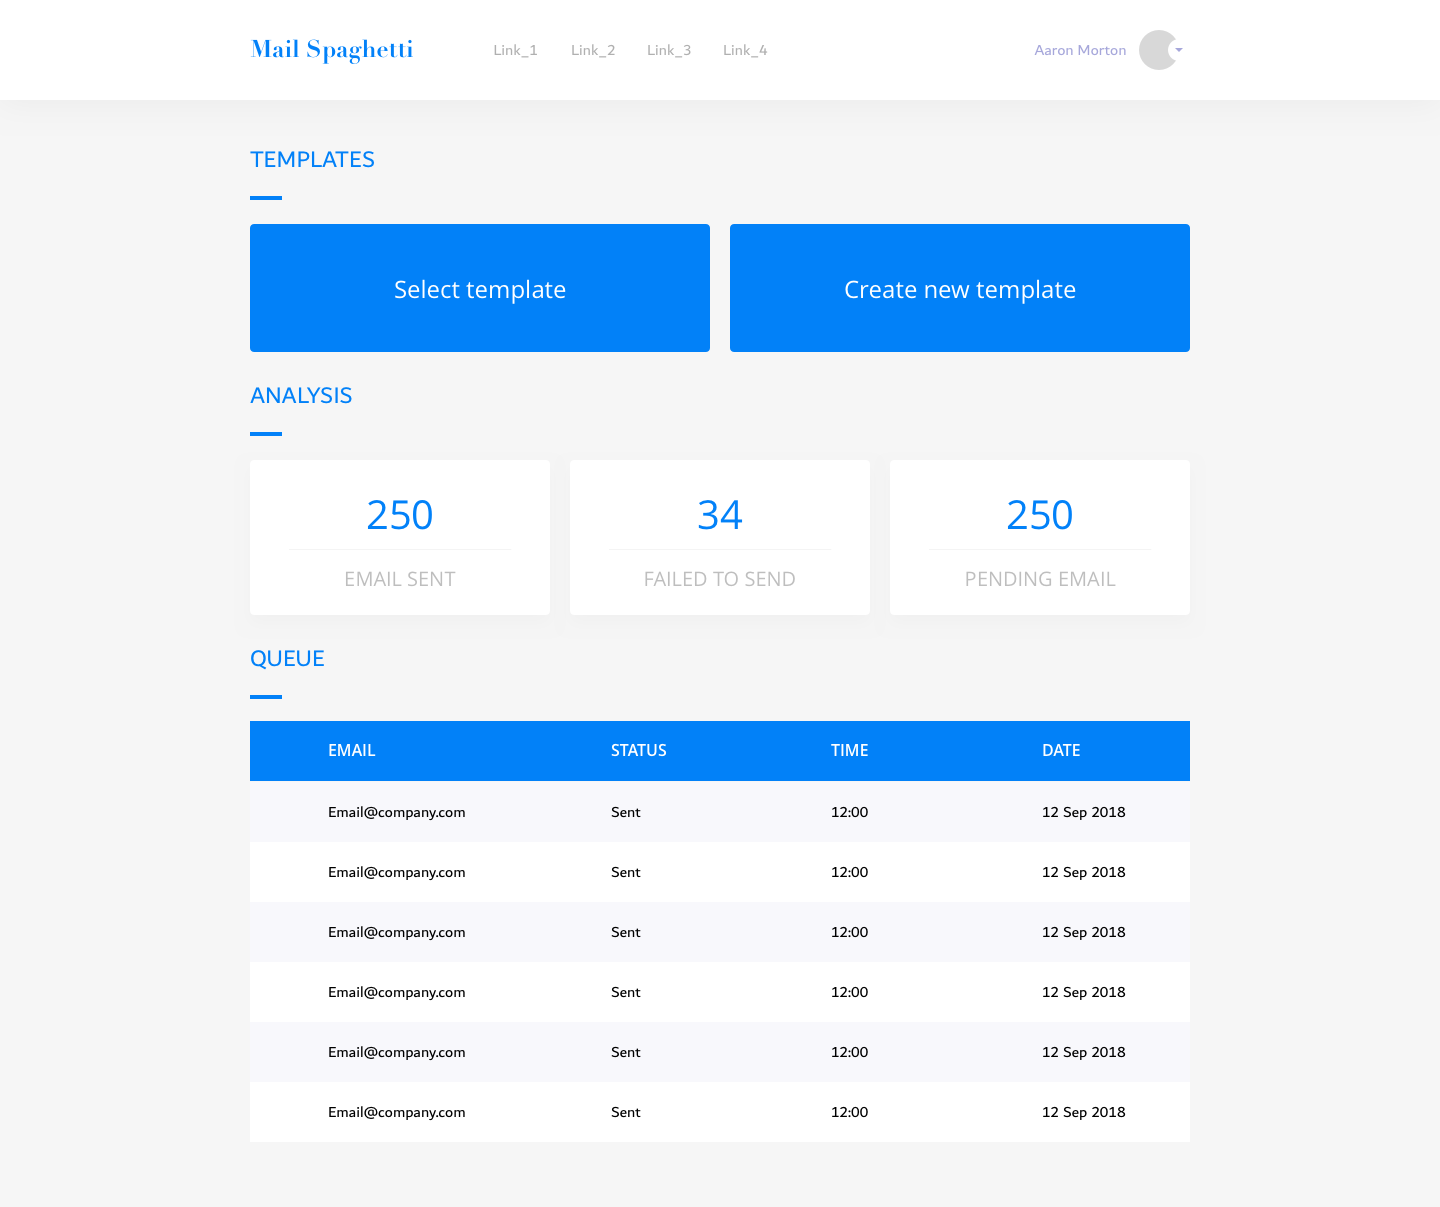 Mail Spaghetti Link_1 Link_2 Link_3 Link_4 Aaron Morton
TEMPLATES
Select template Create new template
ANALYSIS
250 34 250
EMAIL SENT FAILED TO SEND PENDING EMAIL
QUEUE
EMAIL STATUS TIME DATE
Email@company.com Sent 12:00 12 Sep 2018
Email@company.com Sent 12:00 12 Sep 2018
Email@company.com Sent 12:00 12 Sep 2018
Email@company.com Sent 12:00 12 Sep 2018
Email@company.com Sent 12:00 12 Sep 2018
Email@company.com Sent 12:00 12 Sep 2018